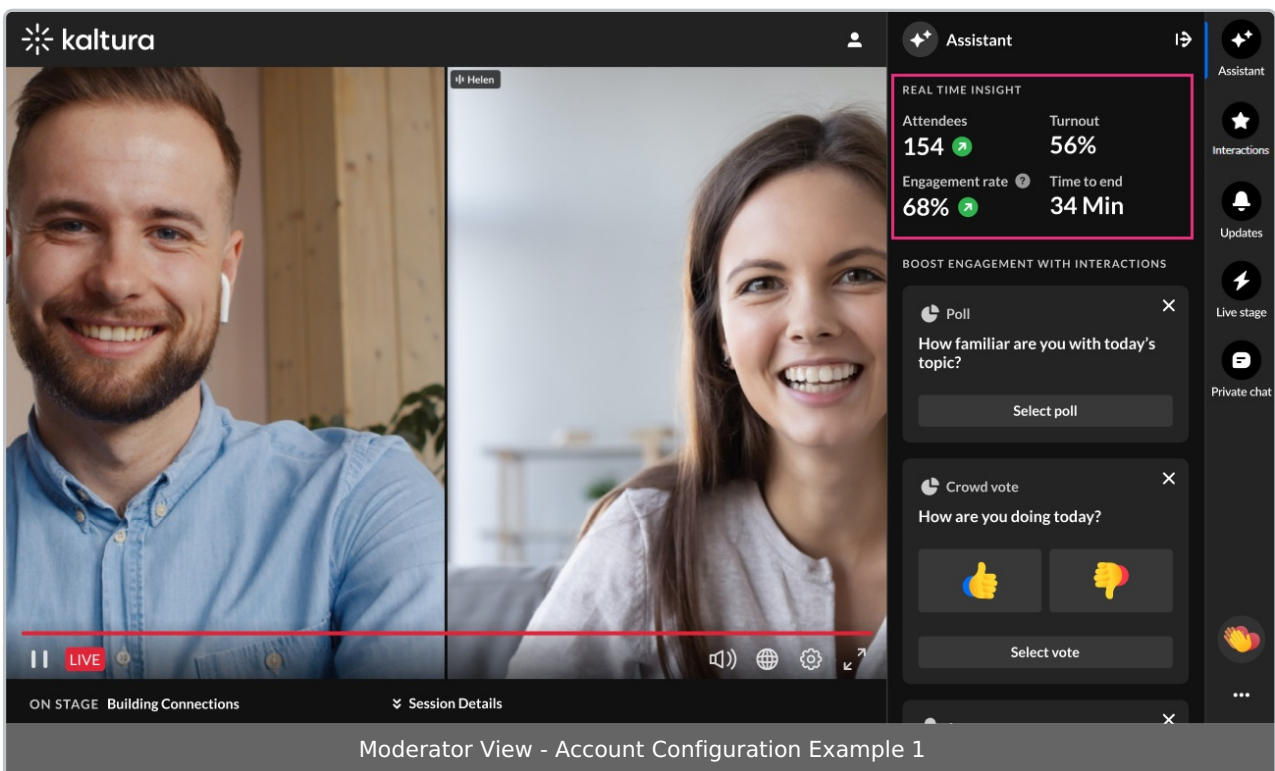 kaltura
Helen
LIVE
ON STAGE Building Connections
Session Details
Assistant
REAL TIME INSIGHT
Attendees Turnout
154 56%
Engagement rate ? Time to end
68% 34 Min
BOOST ENGAGEMENT WITH INTERACTIONS
Poll
How familiar are you with today's
topic?
Select poll
Crowd vote
How are you doing today?
Select vote
Assistant
Interactions
Updates
Live stage
Private chat
Moderator View - Account Configuration Example 1